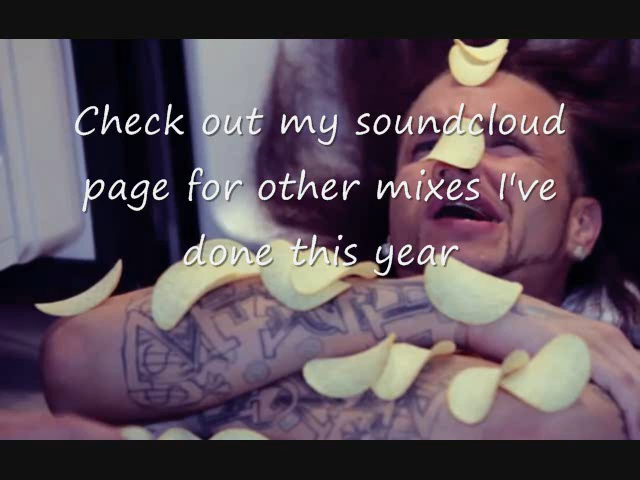 Check out my soundcloud
page for other mixes I've
done this year